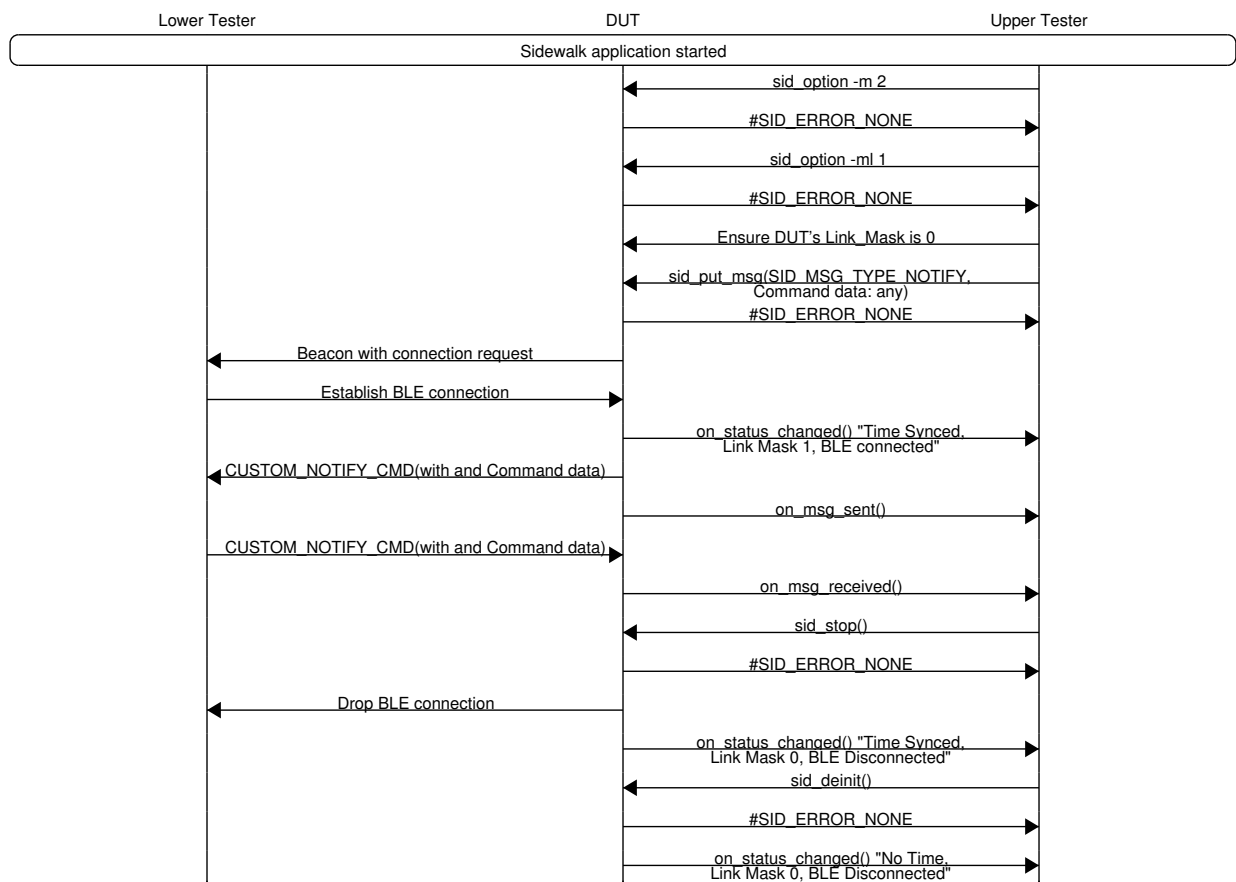 Lower Tester
DUT
Upper Tester
Sidewalk application started
sid_option -m 2
#SID_ERROR_NONE
sid_option -ml 1
#SID_ERROR_NONE
Ensure DUT's Link_Mask is 0
sid_put_msg(SID_MSG_TYPE_NOTIFY,
Command data: any)
#SID_ERROR_NONE
Beacon with connection request
Establish BLE connection
on_status_changed() "Time Synced,
Link Mask 1, BLE connected"
CUSTOM_NOTIFY_CMD(with and Command data)
on_msg_sent()
CUSTOM_NOTIFY_CMD(with and Command data)
on_msg_received()
sid_stop()
#SID_ERROR_NONE
Drop BLE connection
on_status_changed() "Time Synced,
Link Mask 0, BLE Disconnected"
sid_deinit()
#SID_ERROR_NONE
on_status_changed() "No Time,
Link Mask 0, BLE Disconnected"